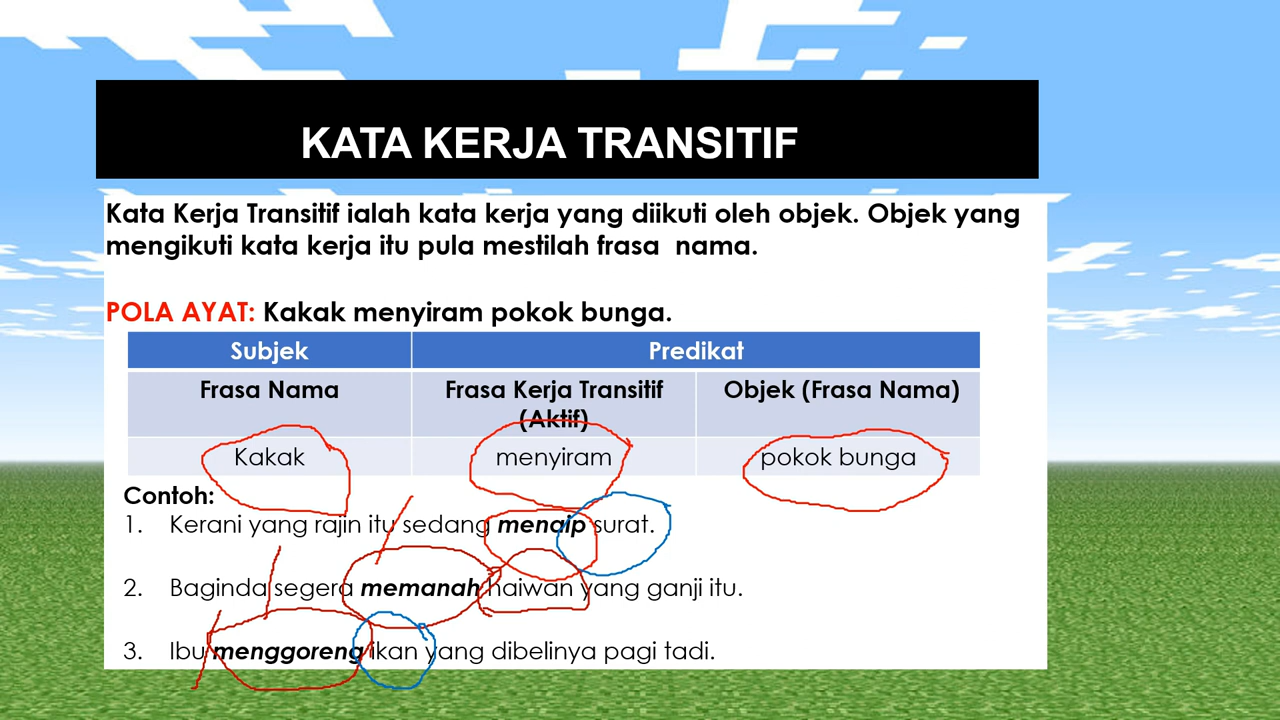 KATA KERJA TRANSITIF
Kata Kerja Transitif ialah kata kerja yang diikuti oleh objek. Objek yang
mengikuti kata kerja itu pula mestilah frasa nama.
POLA AYAT: Kakak menyiram pokok bunga.
Subjek Predikat
Frasa Nama Frasa Kerja Transitif Objek (Frasa Nama)
(Aktif)
Kakak menyiram pokok bunga
Contoh:
1. Kerani yang rajin itu sedang menaip surat.
2. Baginda segera memanah haiwan yang ganji itu.
3. Ibu menggoreng ikan yang dibelinya pagi tadi.